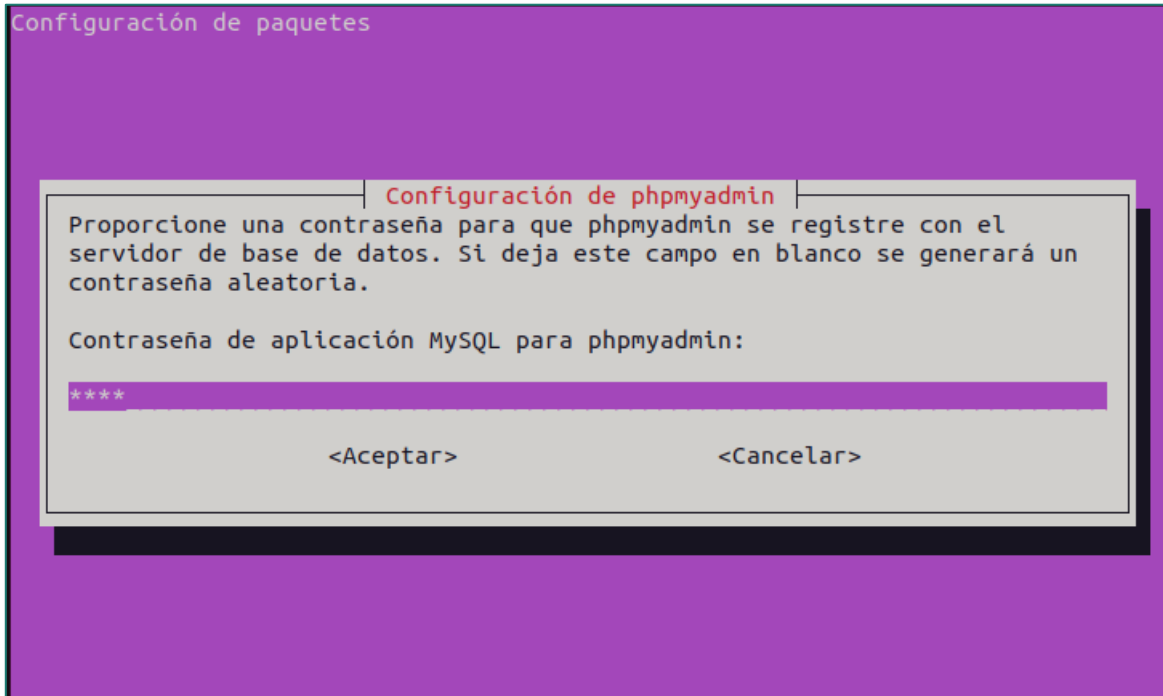 Configuración de paquetes
Configuración de phpmyadmin
Proporcione una contraseña para que phpmyadmin se registre con el
servidor de base de datos. Si deja este campo en blanco se generará un
contraseña aleatoria.
Contraseña de aplicación MySQL para phpmyadmin:
****
<Aceptar> <Cancelar>